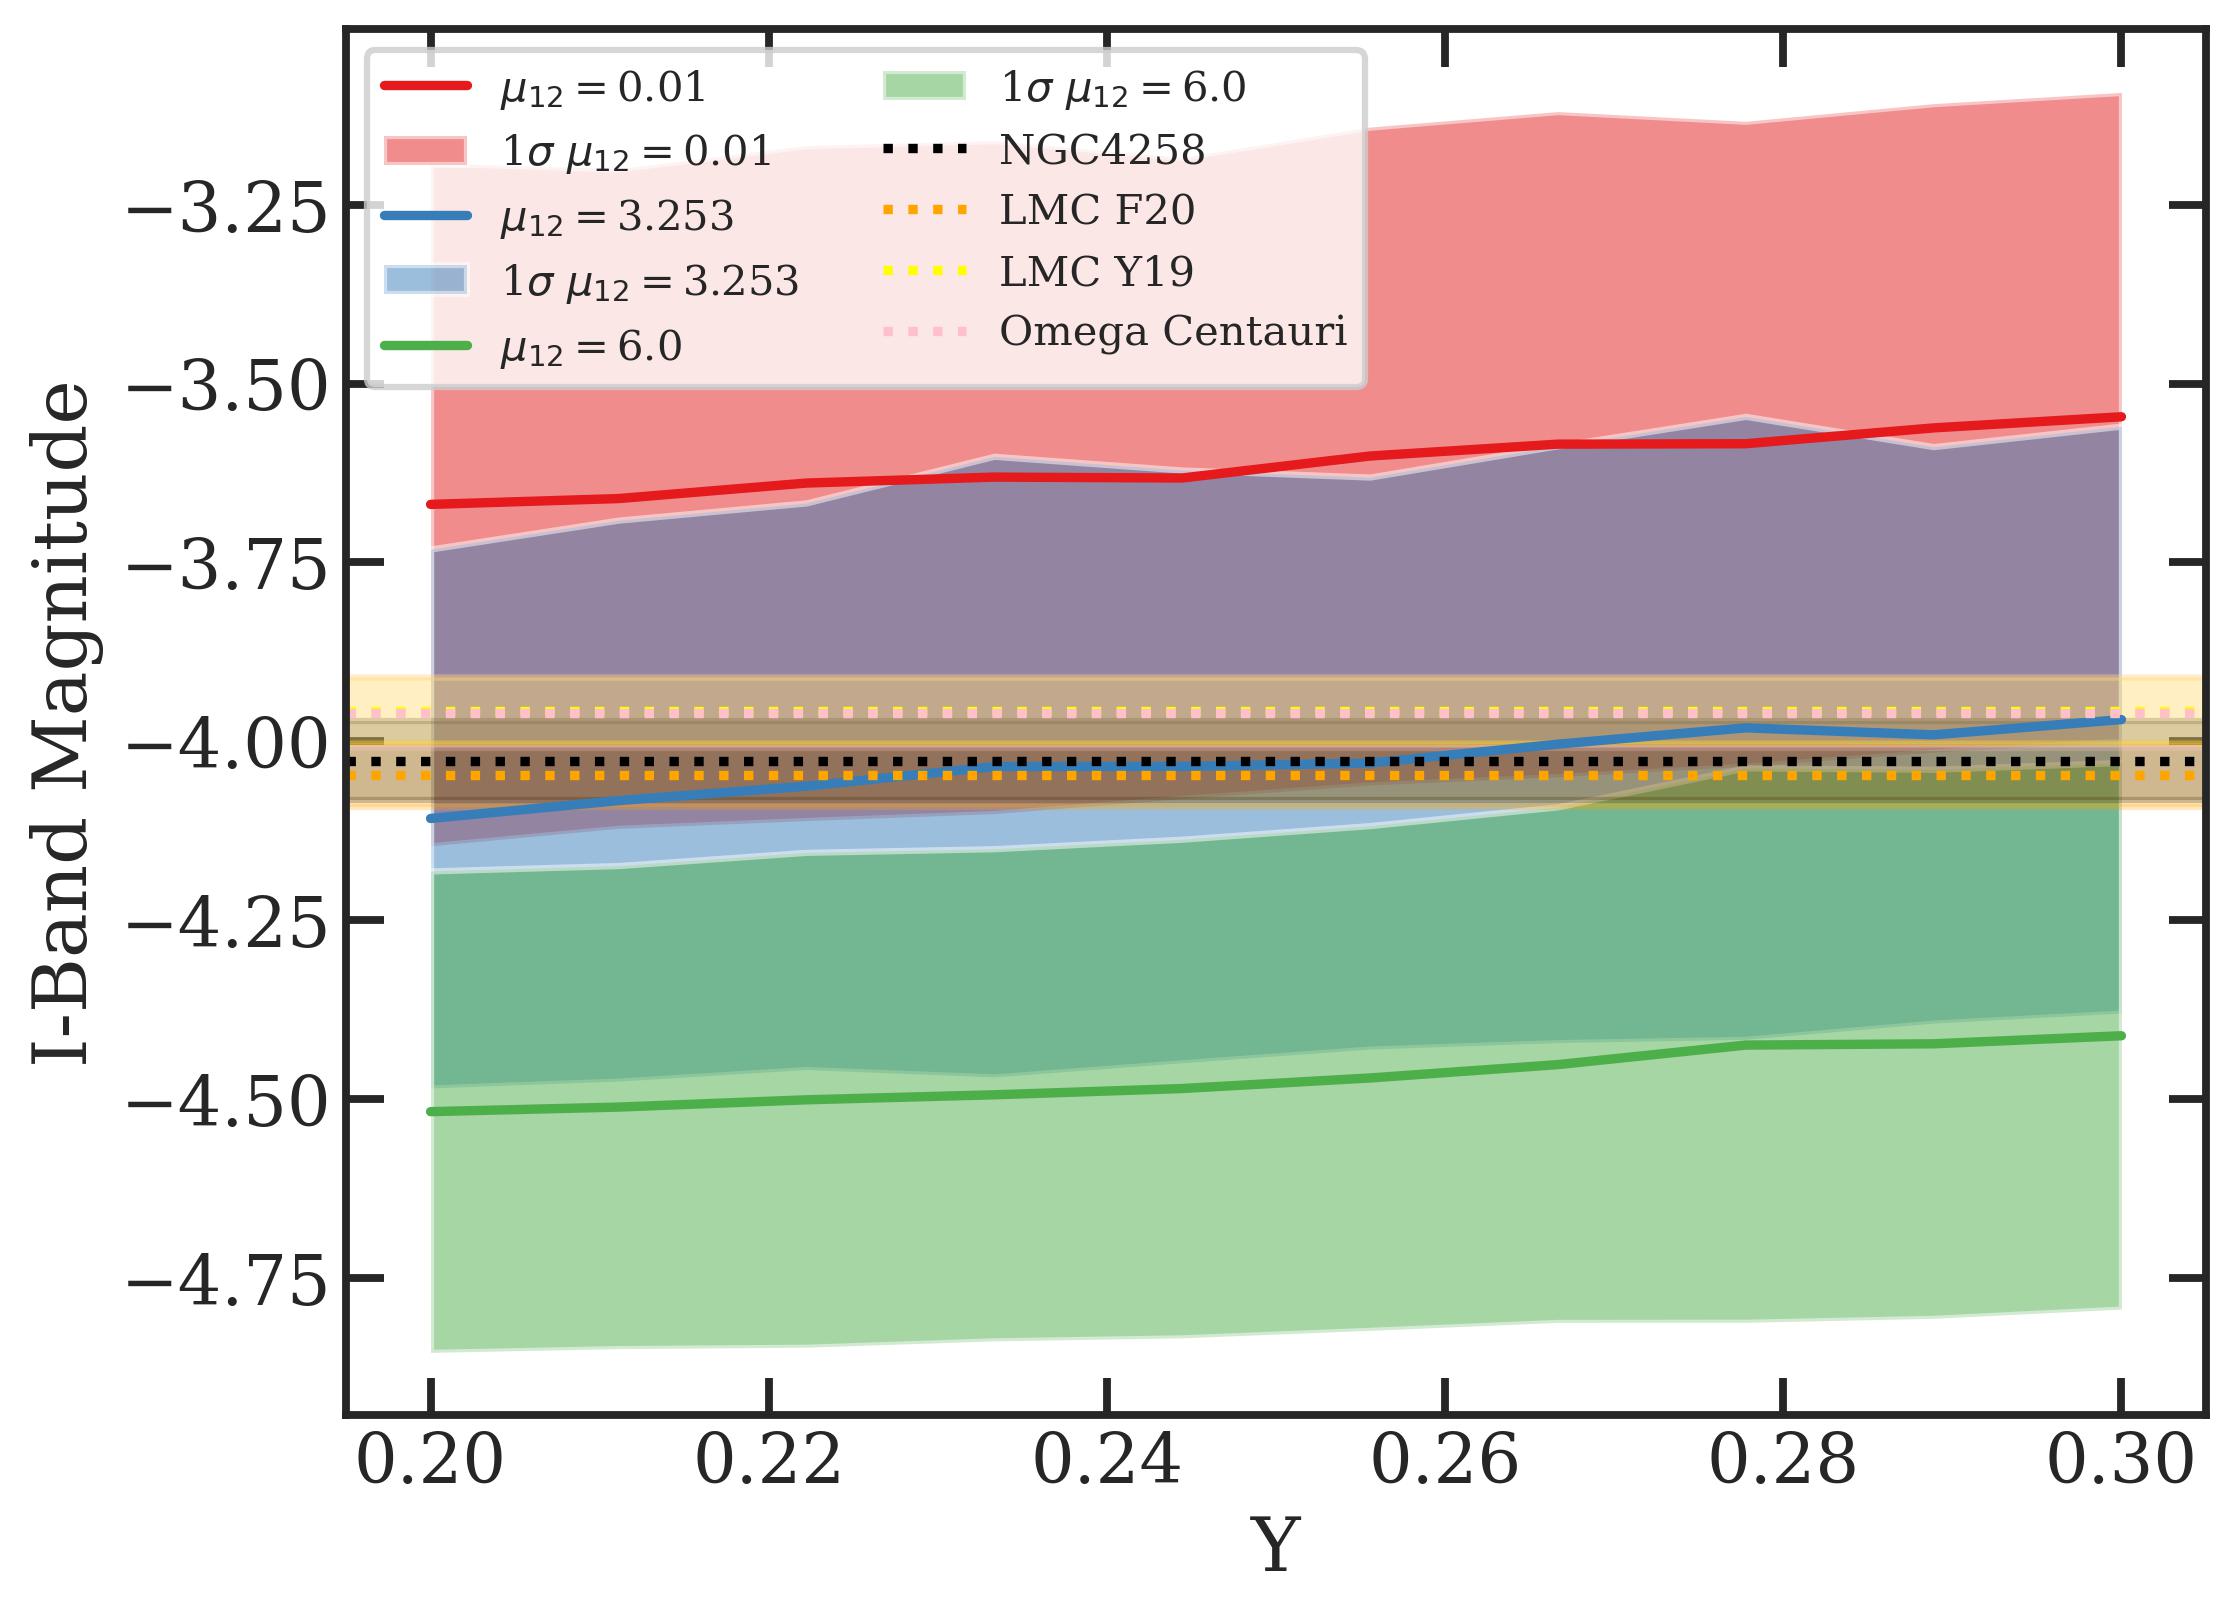 μ₁₂ = 0.01
1σ μ₁₂ = 0.01
μ₁₂ = 3.253
1σ μ₁₂ = 3.253
μ₁₂ = 6.0
1σ μ₁₂ = 6.0
NGC4258
LMC F20
LMC Y19
Omega Centauri
I-Band Magnitude
−3.25
−3.50
−3.75
−4.00
−4.25
−4.50
−4.75
0.20 0.22 0.24 0.26 0.28 0.30
Y